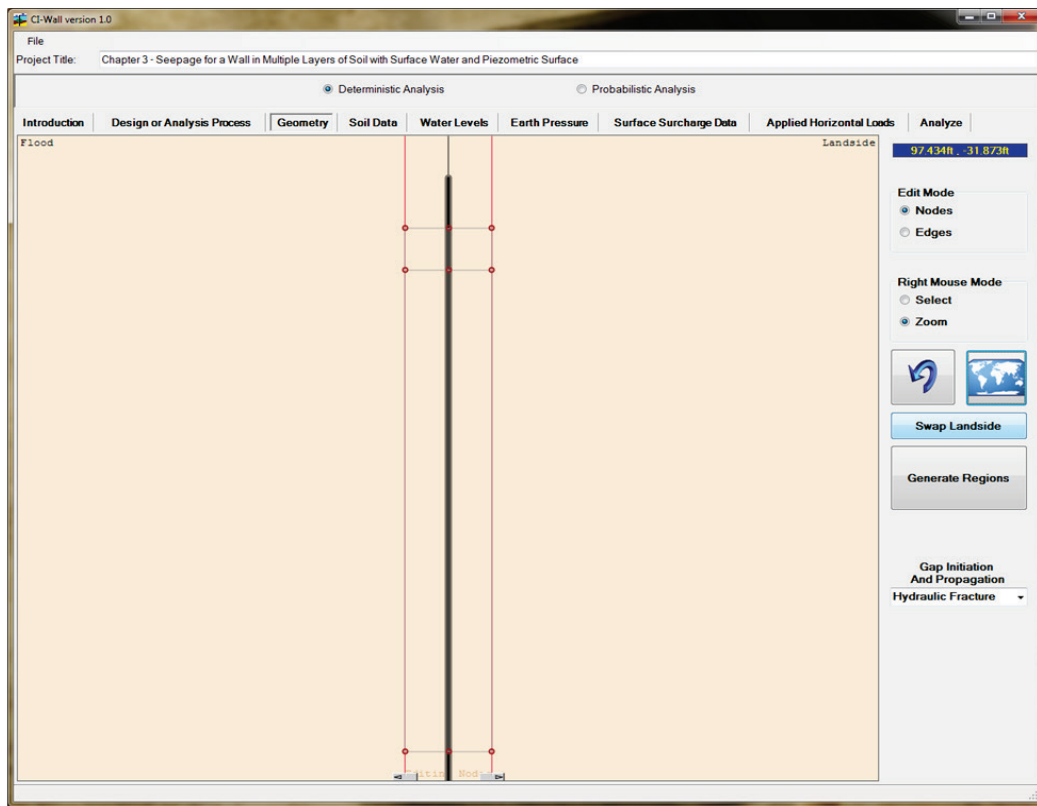 CI-Wall version 1.0
File
Project Title: Chapter 3 - Seepage for a Wall in Multiple Layers of Soil with Surface Water and Piezometric Surface
Deterministic Analysis Probabilistic Analysis
Introduction Design or Analysis Process Geometry Soil Data Water Levels Earth Pressure Surface Surcharge Data Applied Horizontal Loads Analyze
Flood Landside
97.434ft , -31.873ft
Edit Mode
Nodes
Edges
Right Mouse Mode
Select
Zoom
Swap Landside
Generate Regions
Gap Initiation
And Propagation
Hydraulic Fracture